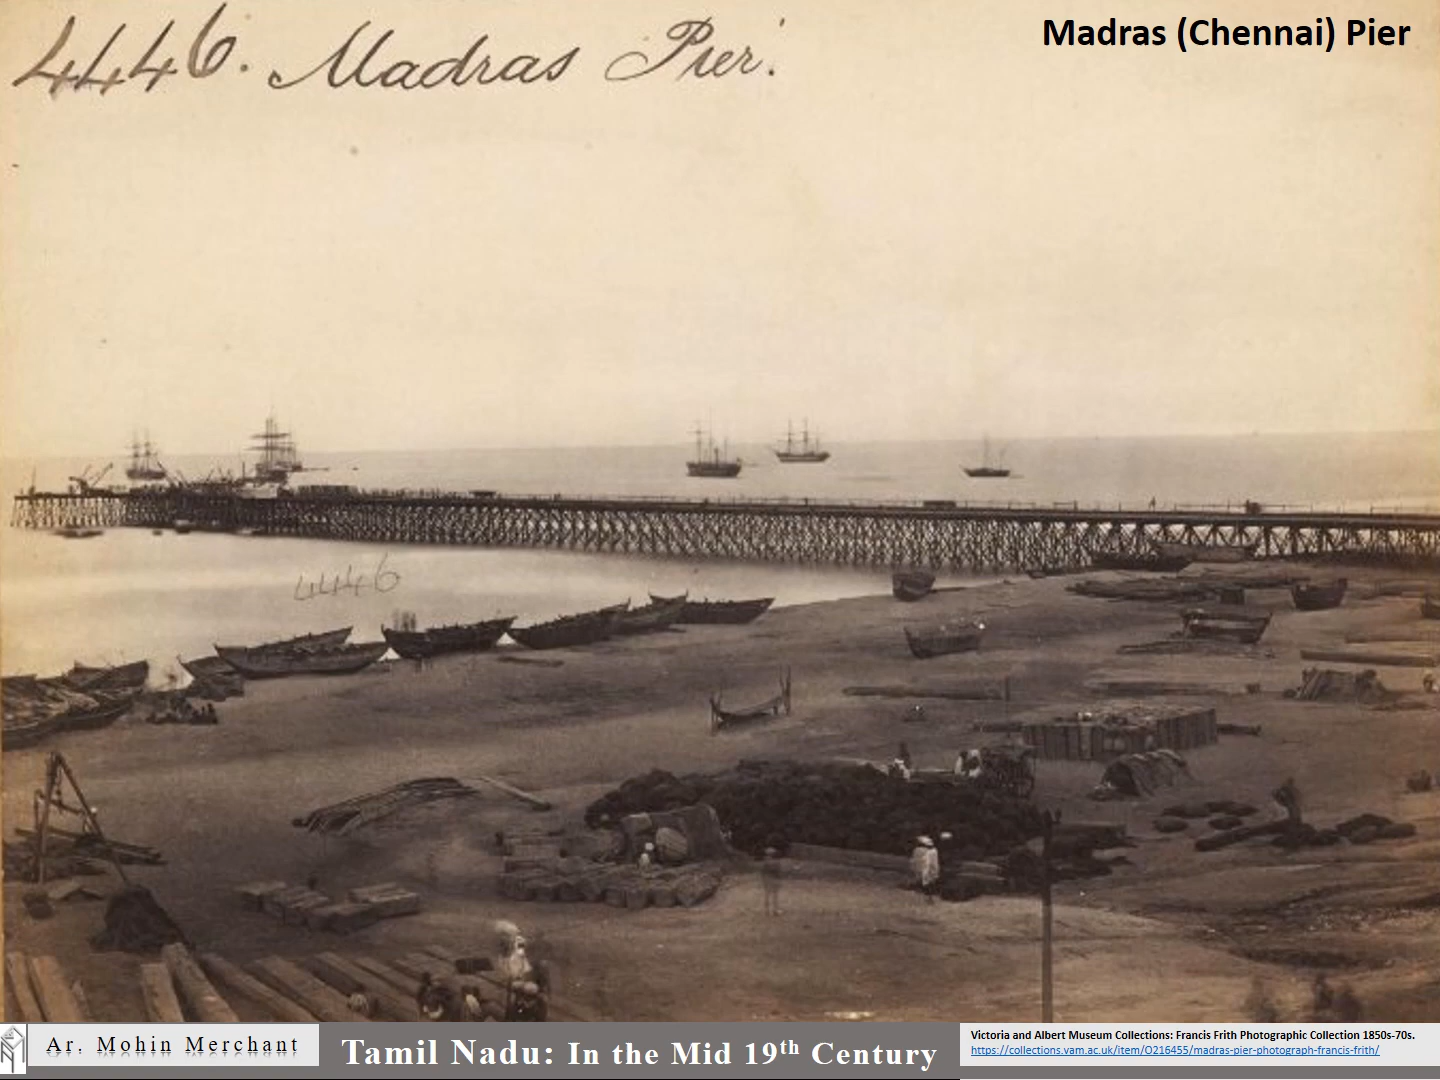 4446. Madras Pier.
Madras (Chennai) Pier
4446
Ar. Mohin Merchant
Tamil Nadu: In the Mid 19th Century
Victoria and Albert Museum Collections: Francis Frith Photographic Collection 1850s-70s.
https://collections.vam.ac.uk/item/O216455/madras-pier-photograph-francis-frith/